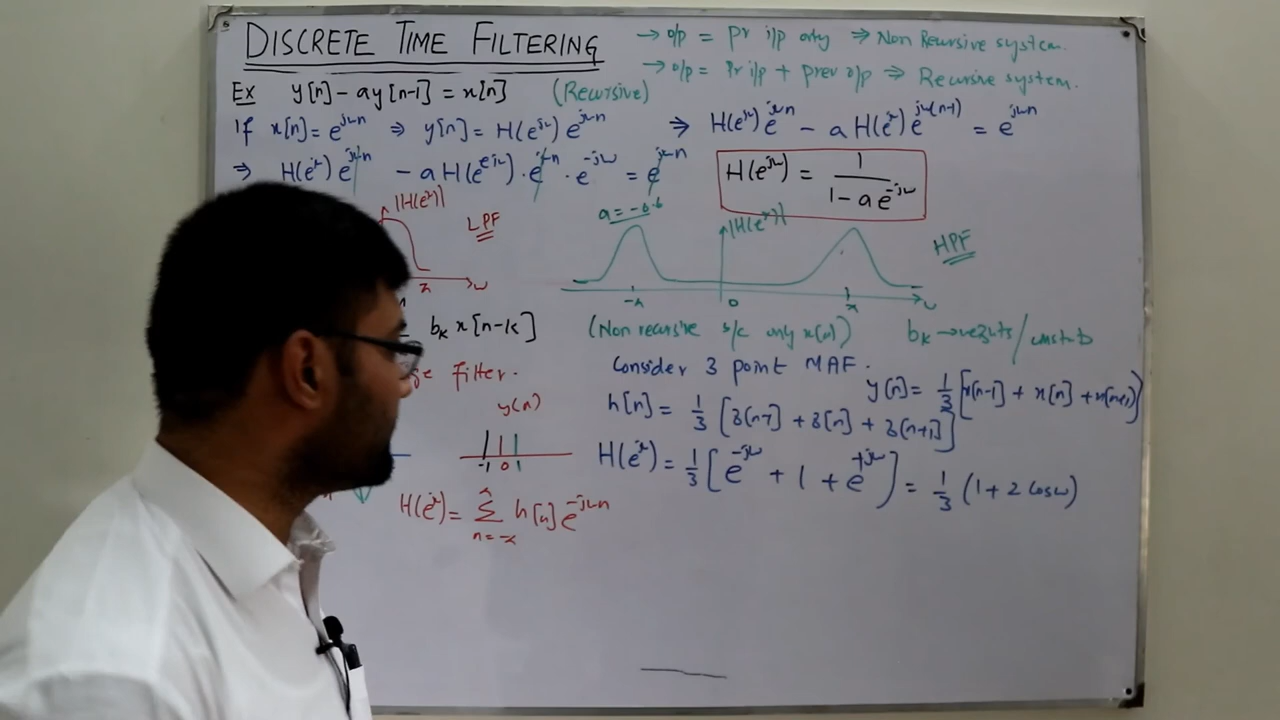 DISCRETE TIME FILTERING
→ o/p = pr i/p only ⇒ Non Recursive system.
→ o/p = Pr i/p + prev o/p ⇒ Recursive system.
Ex y[n] - ay[n-1] = x[n] (Recursive)
If x[n] = e^{jωn} ⇒ y[n] = H(e^{jω}) e^{jωn} ⇒ H(e^{jω}) e^{jωn} - a H(e^{jω}) e^{jω(n-1)} = e^{jωn}
⇒ H(e^{jω}) e^{jωn} - a H(e^{jω}) · e^{jωn} · e^{-jω} = e^{jωn}
H(e^{jω}) = 1 / (1 - a e^{-jω})
|H(e^{jω})| LPF
π ω
a = -0.6
|H(e^{jω})| HPF
-π 0 π ω
b_k x[n-k] (Non recursive b/c only x[n]) b_k → weights/constants
Filter.
Consider 3 point MAF.
y[n] = 1/3 [x[n-1] + x[n] + x[n+1]]
y(n)
h[n] = 1/3 [δ[n-1] + δ[n] + δ[n+1]]
-1 0 1
H(e^{jω}) = 1/3 [e^{-jω} + 1 + e^{+jω}] = 1/3 (1 + 2 cosω)
H(e^{jω}) = ∑_{n=-∞}^{∞} h[n] e^{-jωn}